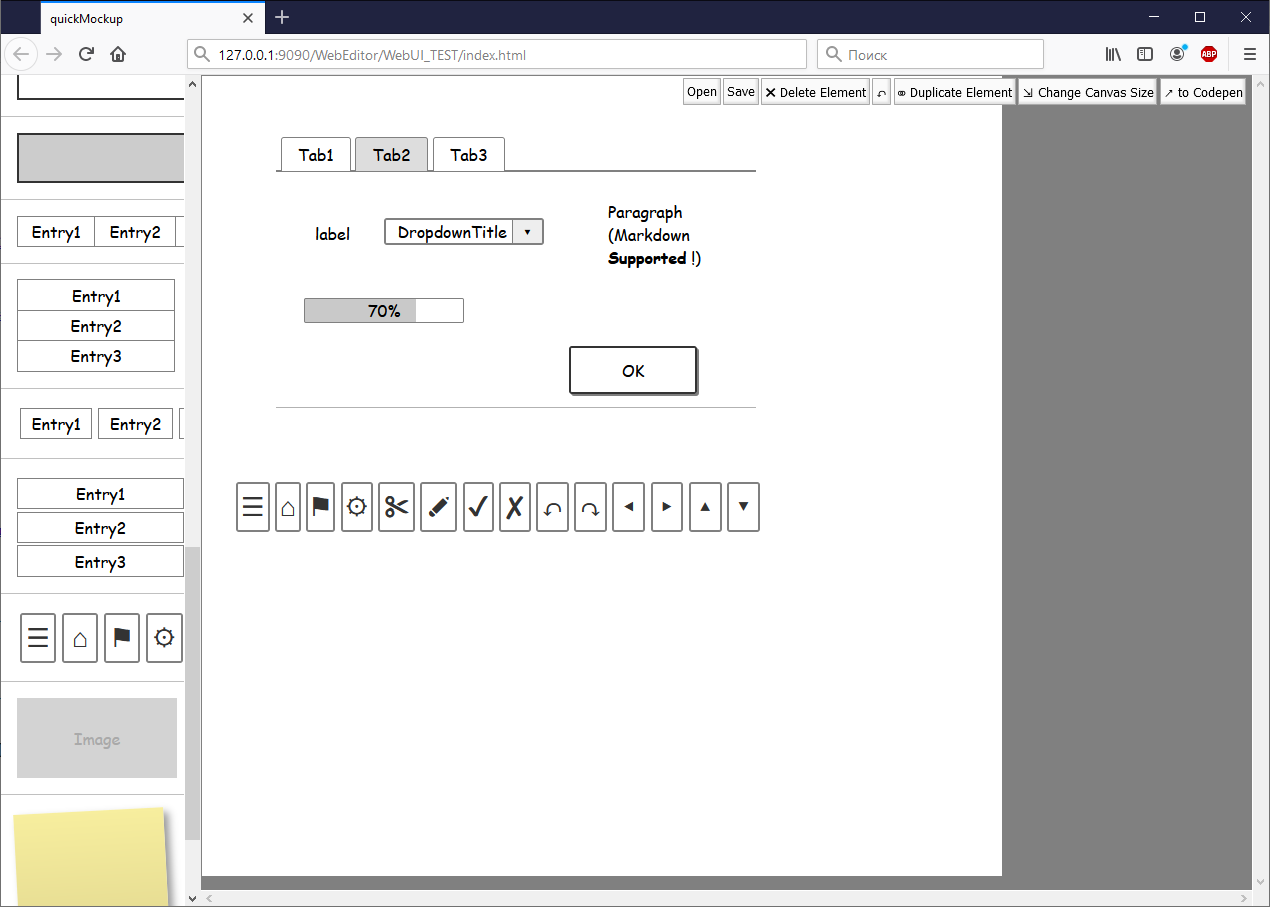 quickMockup
127.0.0.1:9090/WebEditor/WebUI_TEST/index.html
Поиск
ABP
Open Save Delete Element Duplicate Element Change Canvas Size to Codepen
Tab1 Tab2 Tab3
label
DropdownTitle
Paragraph
(Markdown
Supported !)
70%
OK
Entry1 Entry2
Entry1
Entry2
Entry3
Entry1 Entry2
Entry1
Entry2
Entry3
Image